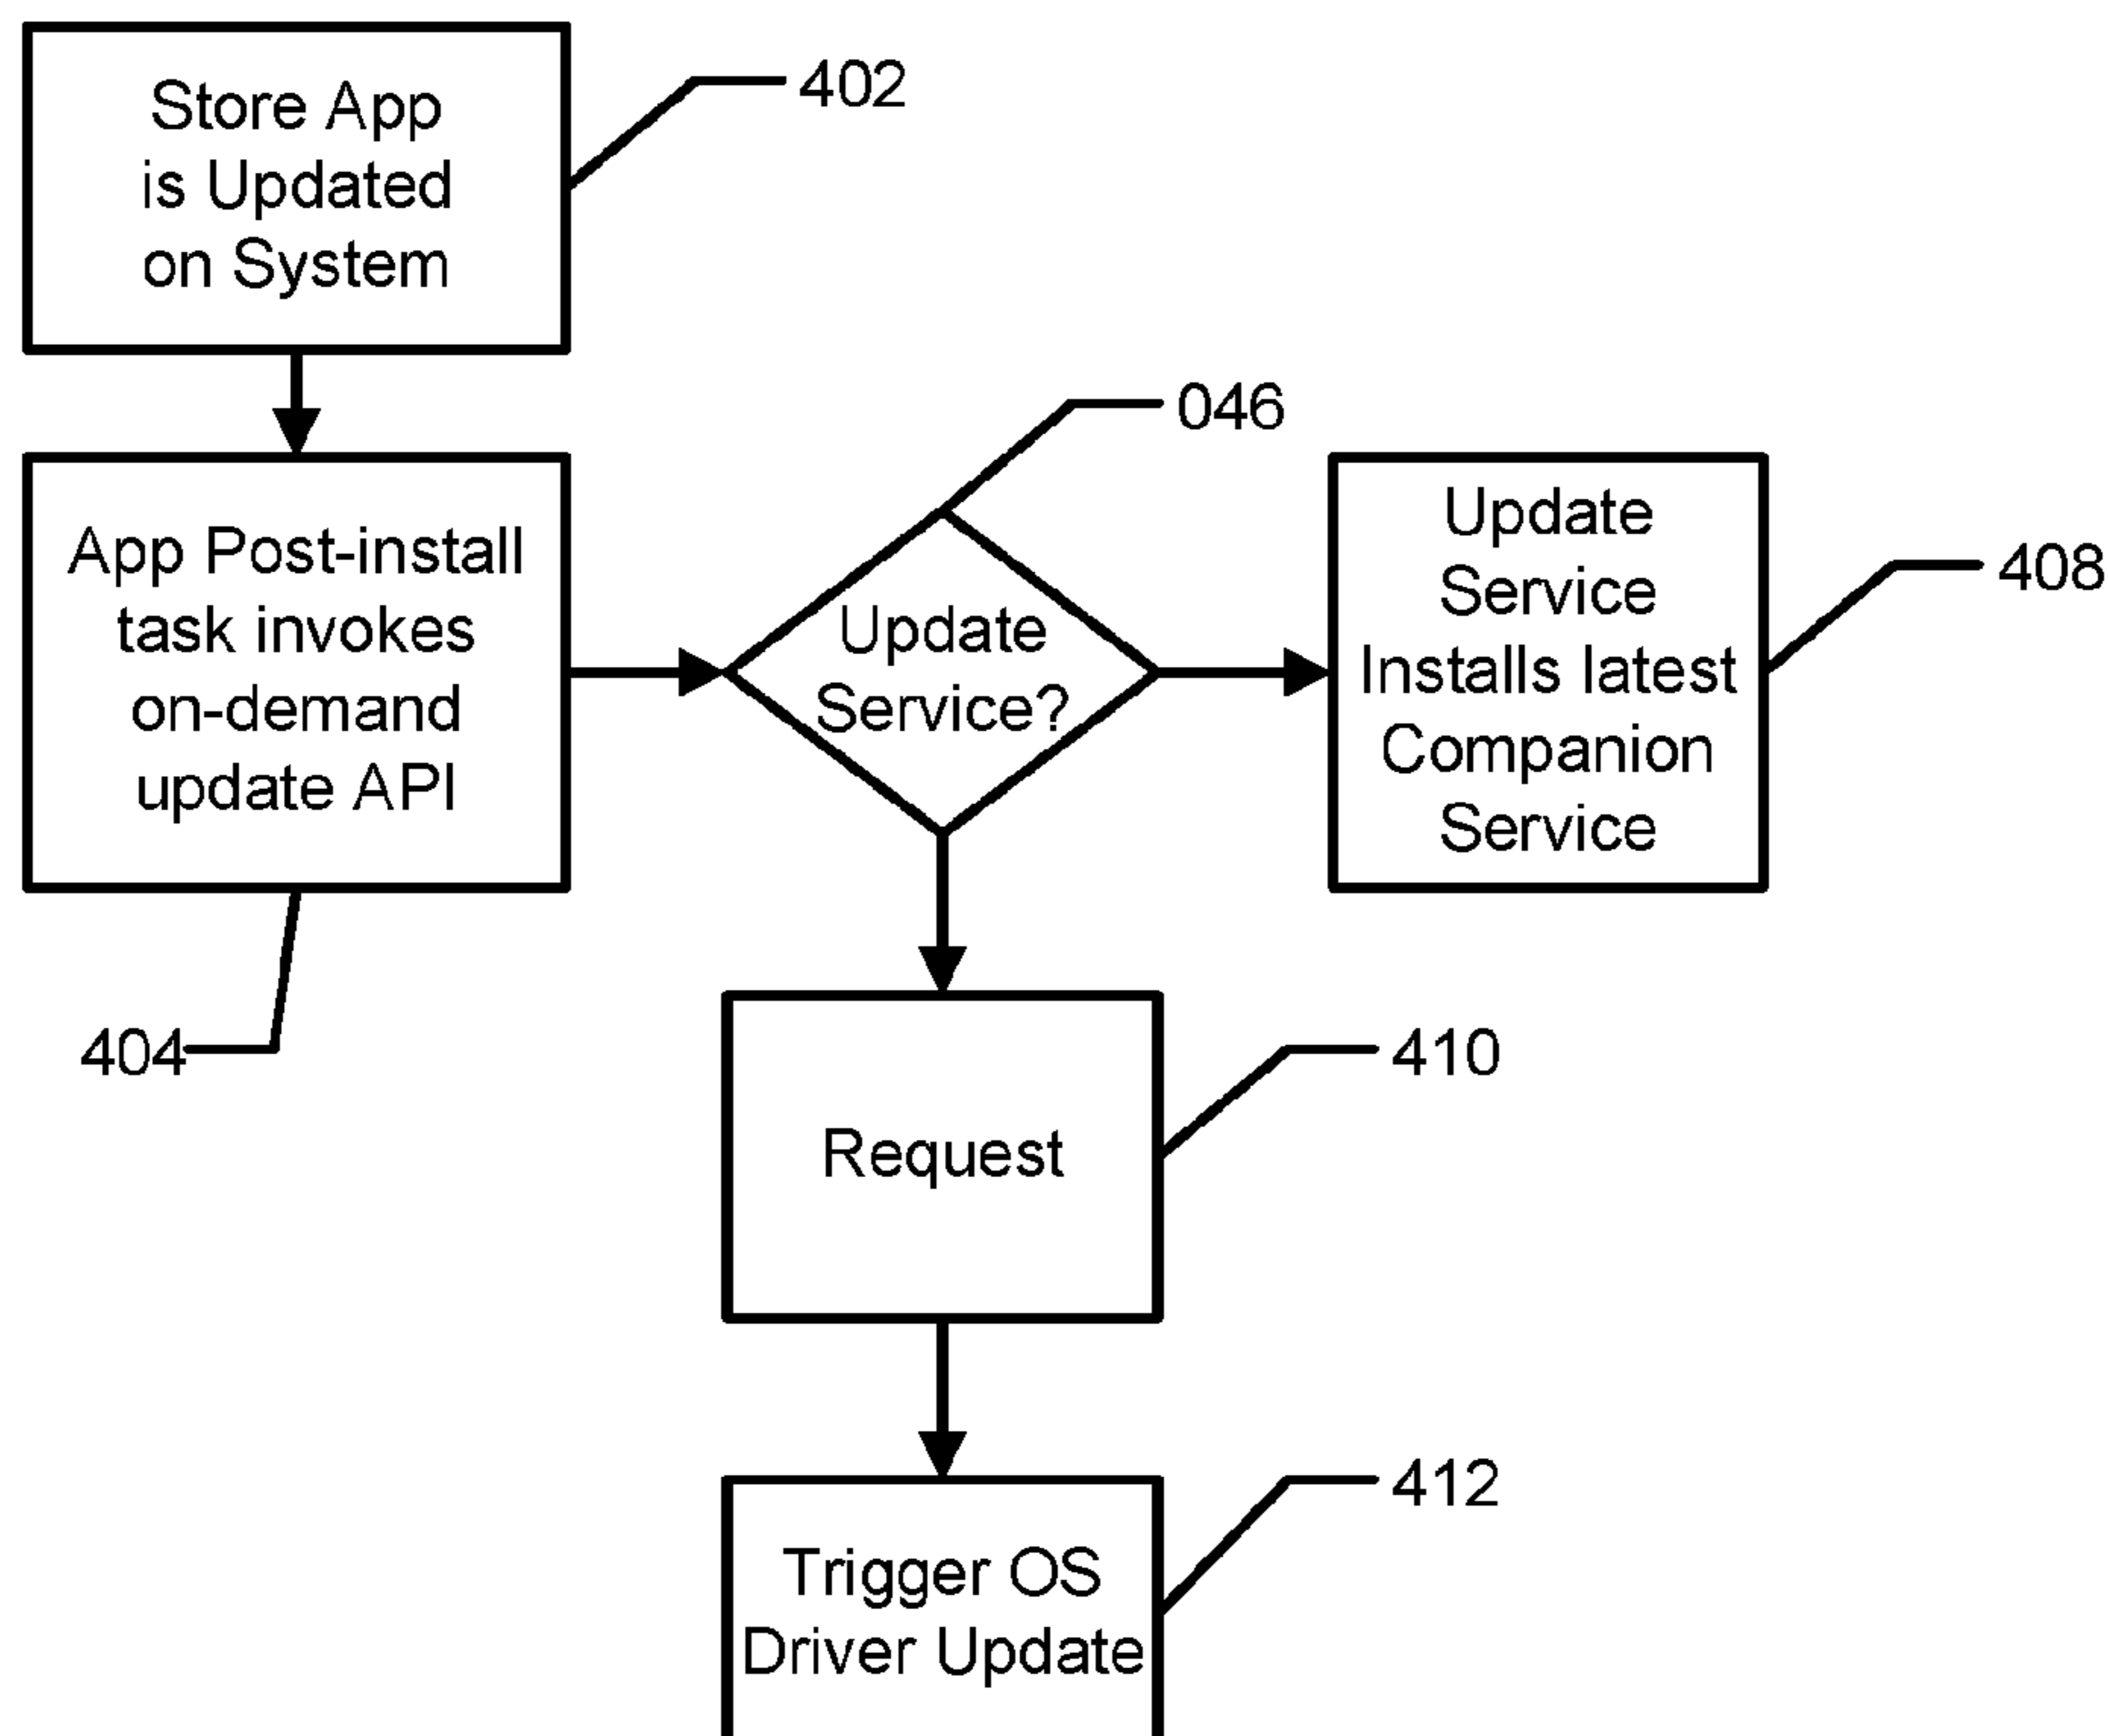 Store App
is Updated
on System
402
App Post-install
task invokes
on-demand
update API
404
Update
Service?
046
Update
Service
Installs latest
Companion
Service
408
Request
410
Trigger OS
Driver Update
412